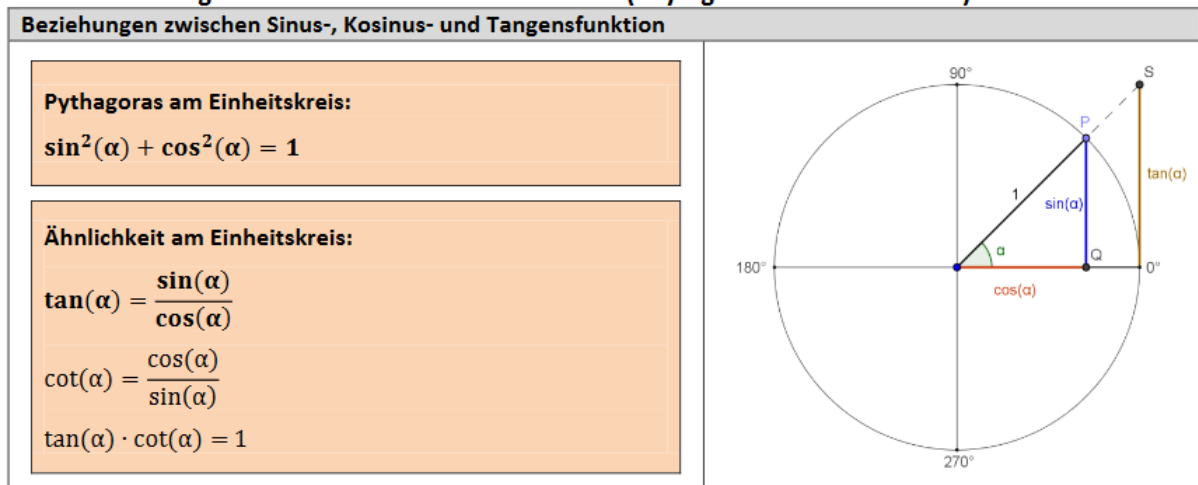 Beziehungen zwischen Sinus-, Kosinus- und Tangensfunktion
Pythagoras am Einheitskreis:
sin²(α) + cos²(α) = 1
Ähnlichkeit am Einheitskreis:
tan(α) = sin(α)/cos(α)
cot(α) = cos(α)/sin(α)
tan(α) · cot(α) = 1
90°
S
P
tan(α)
1
sin(α)
α
Q
180°
0°
cos(α)
270°